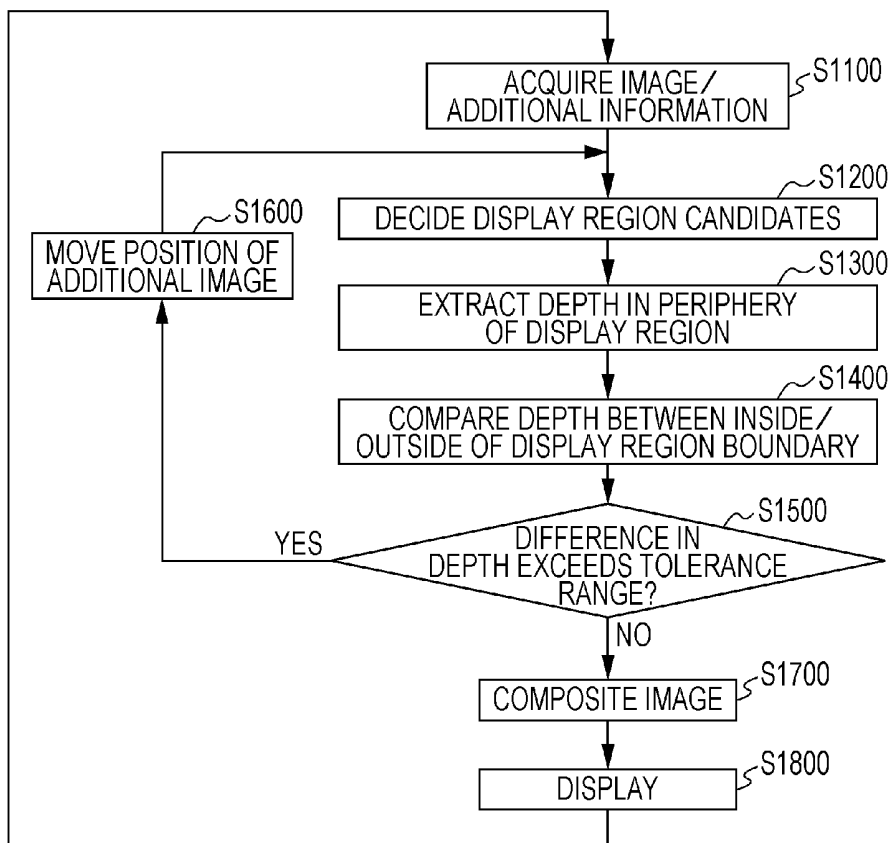 ACQUIRE IMAGE/
ADDITIONAL INFORMATION
S1100
S1200
DECIDE DISPLAY REGION CANDIDATES
S1600
MOVE POSITION OF
ADDITIONAL IMAGE
S1300
EXTRACT DEPTH IN PERIPHERY
OF DISPLAY REGION
S1400
COMPARE DEPTH BETWEEN INSIDE/
OUTSIDE OF DISPLAY REGION BOUNDARY
S1500
YES
DIFFERENCE IN
DEPTH EXCEEDS TOLERANCE
RANGE?
NO
S1700
COMPOSITE IMAGE
S1800
DISPLAY